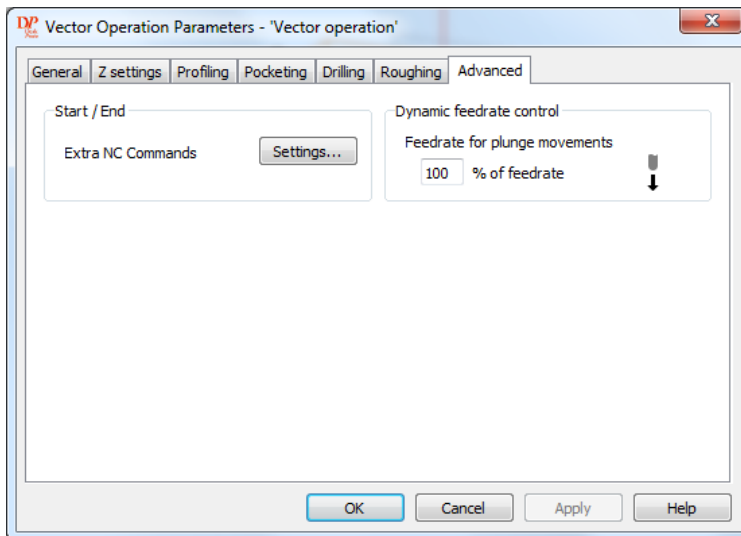 DP Vector Operation Parameters - 'Vector operation'
General Z settings Profiling Pocketing Drilling Roughing Advanced
Start / End
Extra NC Commands Settings...
Dynamic feedrate control
Feedrate for plunge movements
100 % of feedrate
OK Cancel Apply Help